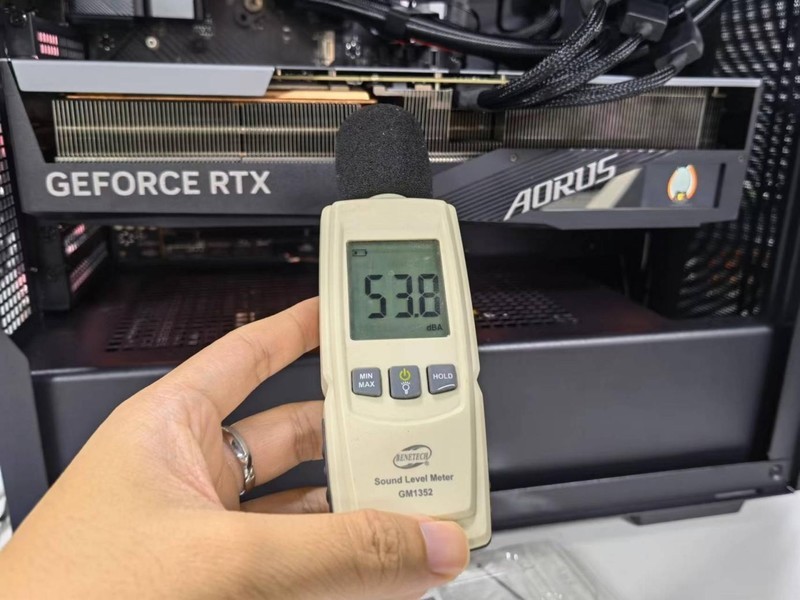 GEFORCE RTX
AORUS
53.8
dBA
MIN
MAX
HOLD
BENETECH
®
Sound Level Meter
GM1352